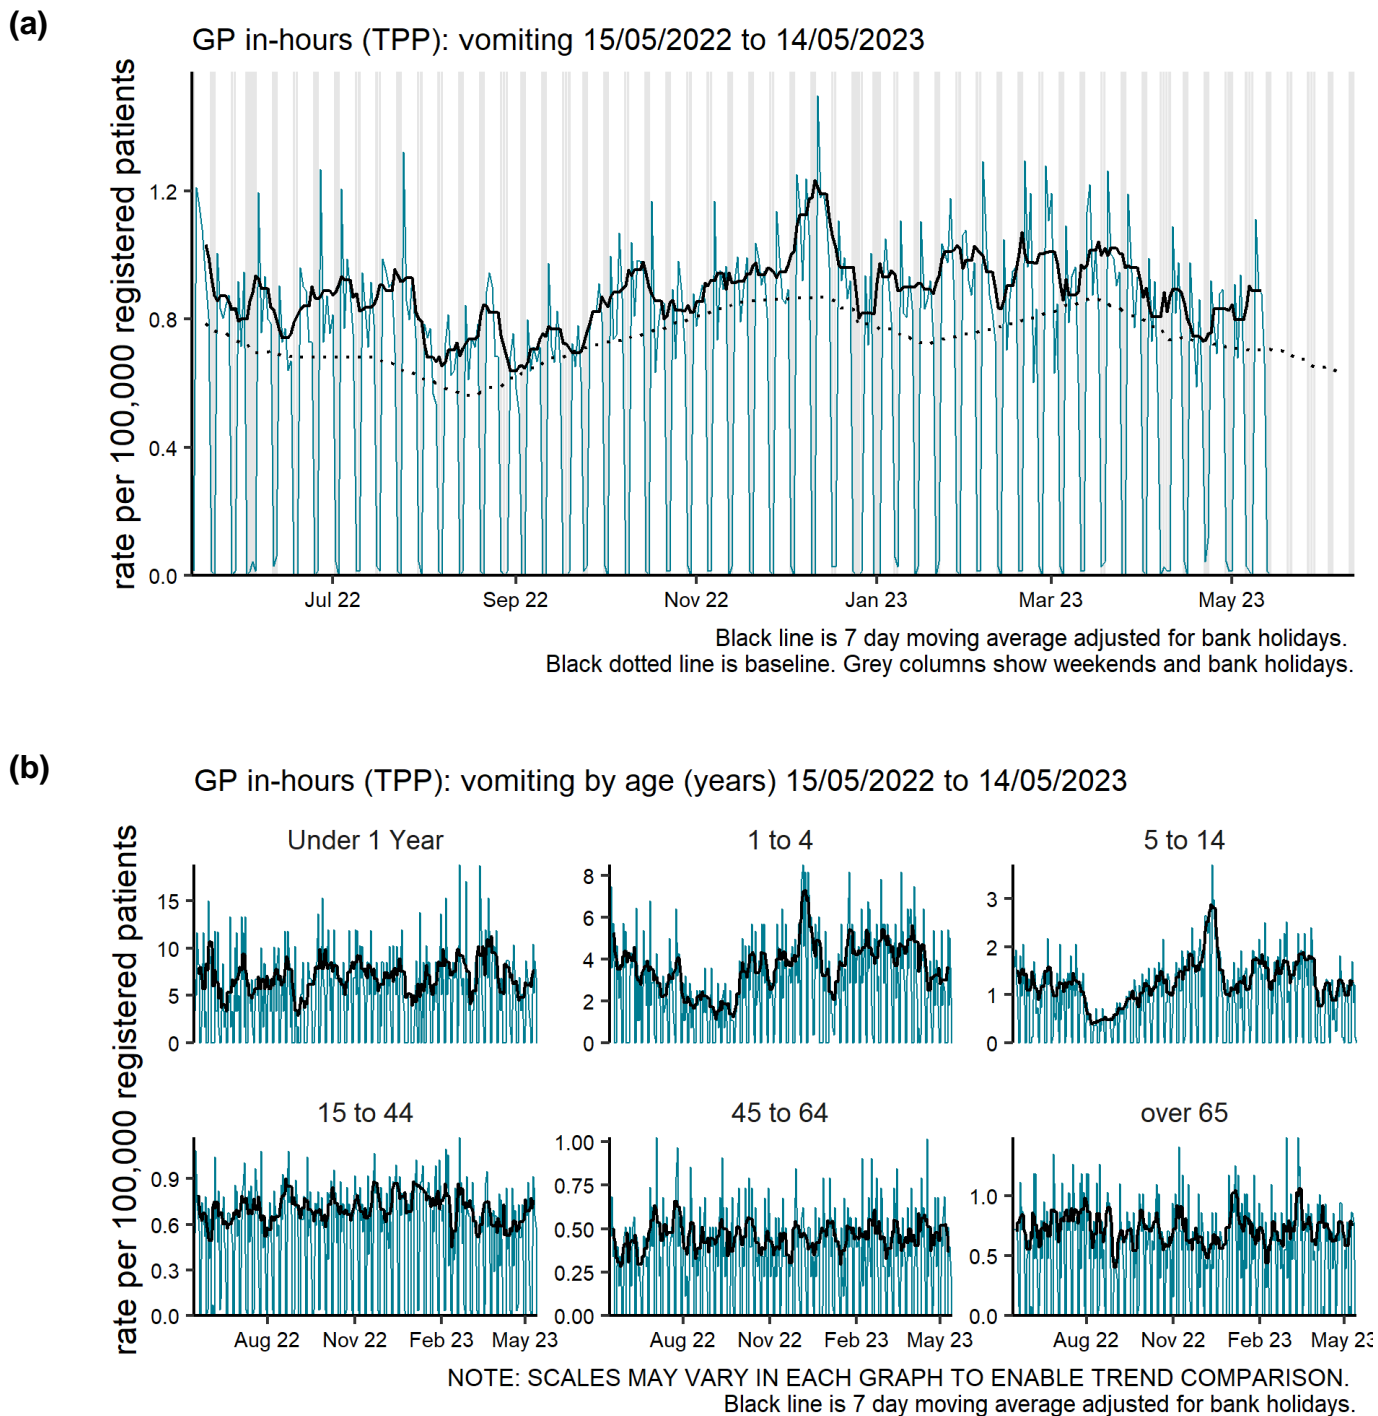 (a)
GP in-hours (TPP): vomiting 15/05/2022 to 14/05/2023
rate per 100,000 registered patients
1.2
0.8
0.4
0.0
Jul 22 Sep 22 Nov 22 Jan 23 Mar 23 May 23
Black line is 7 day moving average adjusted for bank holidays.
Black dotted line is baseline. Grey columns show weekends and bank holidays.
(b)
GP in-hours (TPP): vomiting by age (years) 15/05/2022 to 14/05/2023
rate per 100,000 registered patients
Under 1 Year
15
10
5
0
1 to 4
8
6
4
2
0
5 to 14
3
2
1
0
15 to 44
0.9
0.6
0.3
0.0
Aug 22 Nov 22 Feb 23 May 23
45 to 64
1.00
0.75
0.50
0.25
0.00
Aug 22 Nov 22 Feb 23 May 23
over 65
1.0
0.5
0.0
Aug 22 Nov 22 Feb 23 May 23
NOTE: SCALES MAY VARY IN EACH GRAPH TO ENABLE TREND COMPARISON.
Black line is 7 day moving average adjusted for bank holidays.